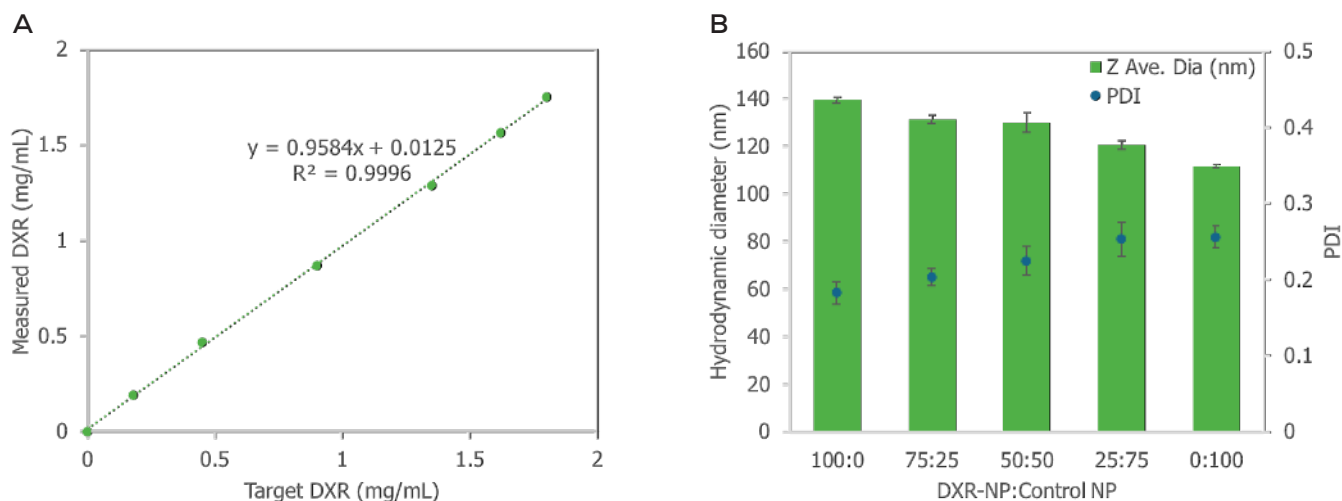 A
2
1.5
1
0.5
0
Measured DXR (mg/mL)
y = 0.9584x + 0.0125
R² = 0.9996
0
0.5
1
1.5
2
Target DXR (mg/mL)
B
160
140
120
100
80
60
40
20
0
Hydrodynamic diameter (nm)
Z Ave. Dia (nm)
PDI
0.5
0.4
0.3
0.2
0.1
0
PDI
100:0
75:25
50:50
25:75
0:100
DXR-NP:Control NP